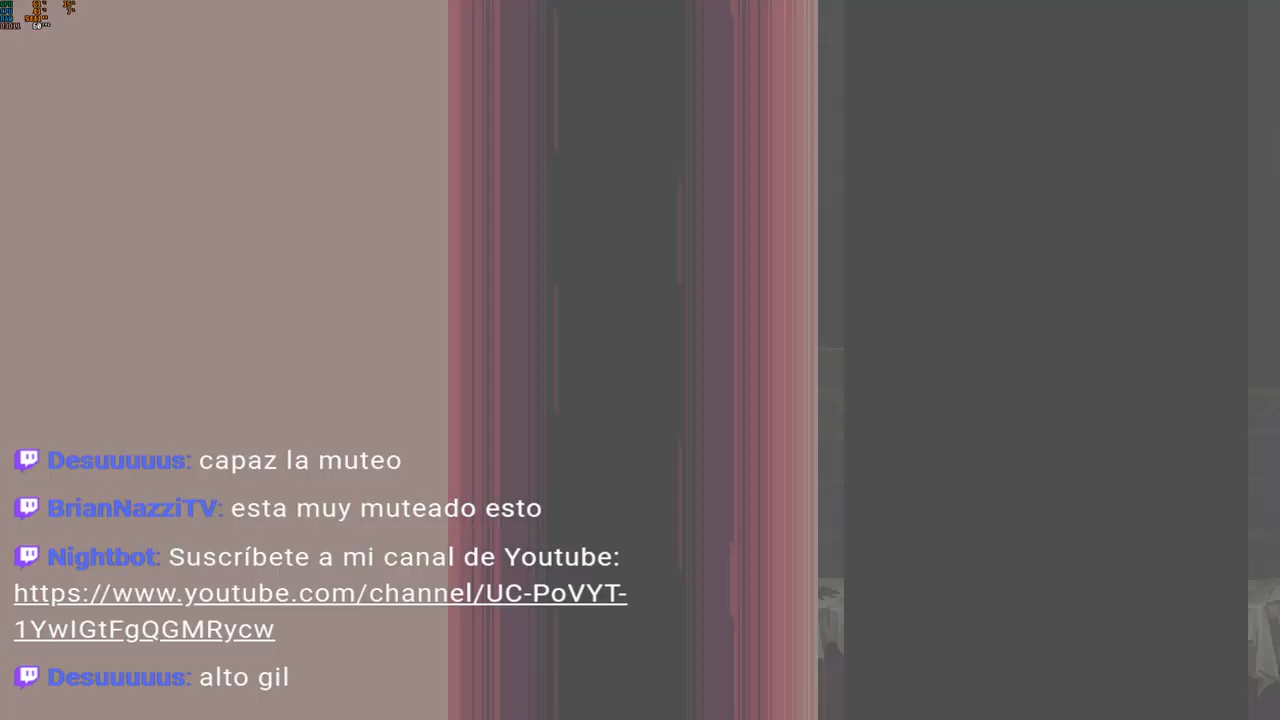 Desuuuuus: capaz la muteo
BrianNazziTV: esta muy muteado esto
Nightbot: Suscríbete a mi canal de Youtube:
https://www.youtube.com/channel/UC-PoVYT-
1YwIGtFgQGMRycw
Desuuuuus: alto gil